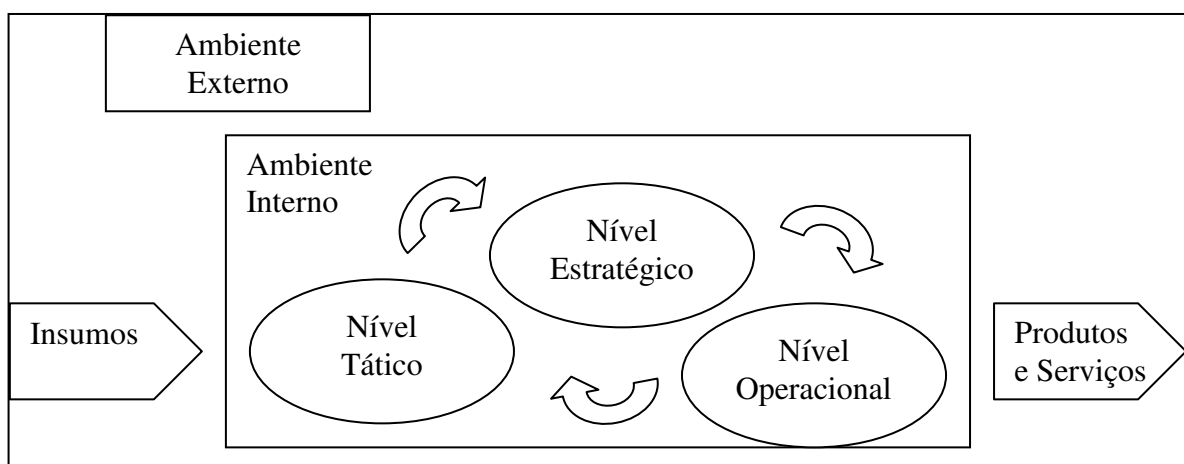 Ambiente
Externo
Ambiente
Interno
Nível
Estratégico
Insumos
Nível
Tático
Nível
Operacional
Produtos
e Serviços